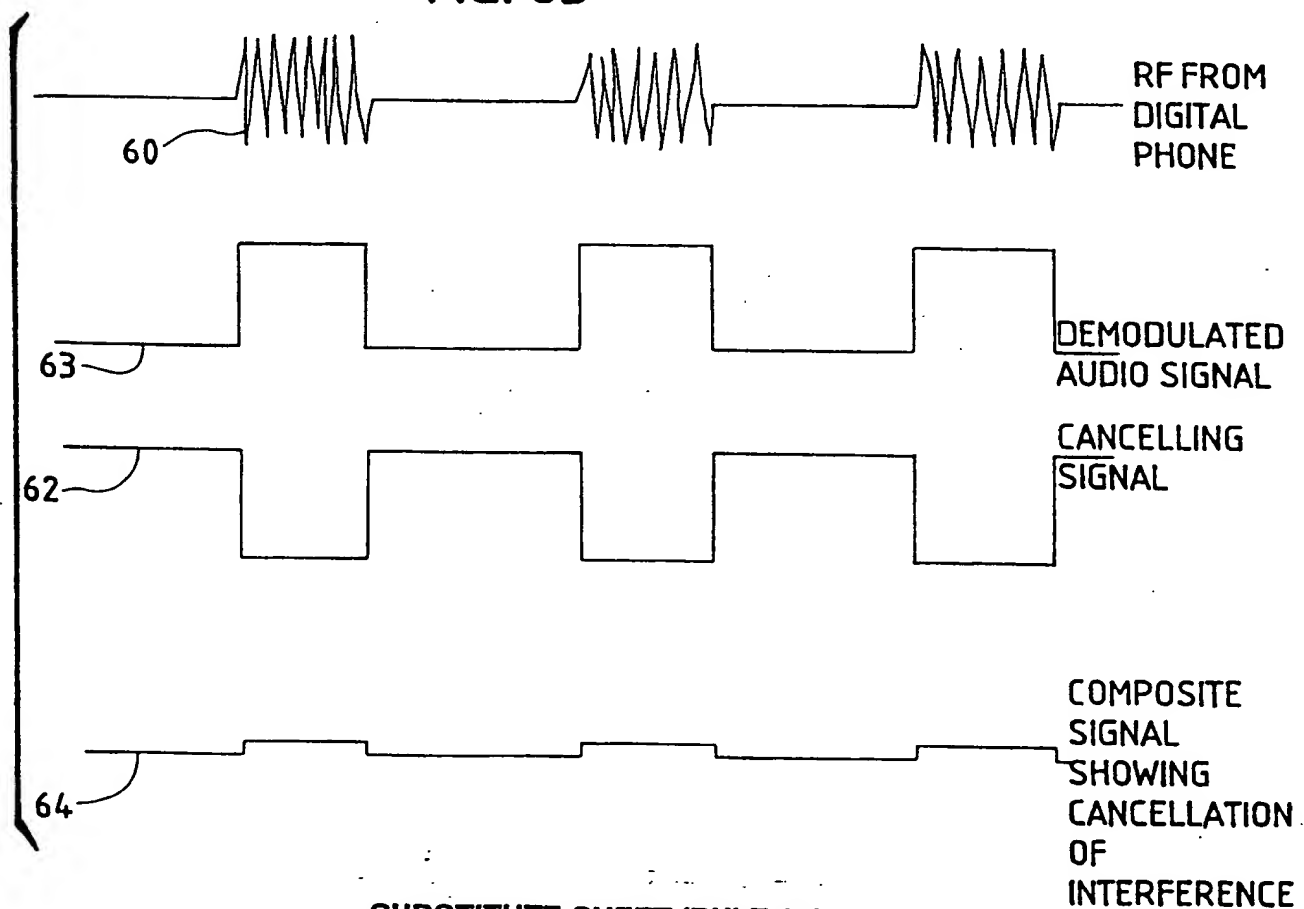 RF FROM
DIGITAL
PHONE
60
DEMODULATED
AUDIO SIGNAL
63
CANCELLING
SIGNAL
62
COMPOSITE
SIGNAL
SHOWING
CANCELLATION
OF
INTERFERENCE
64